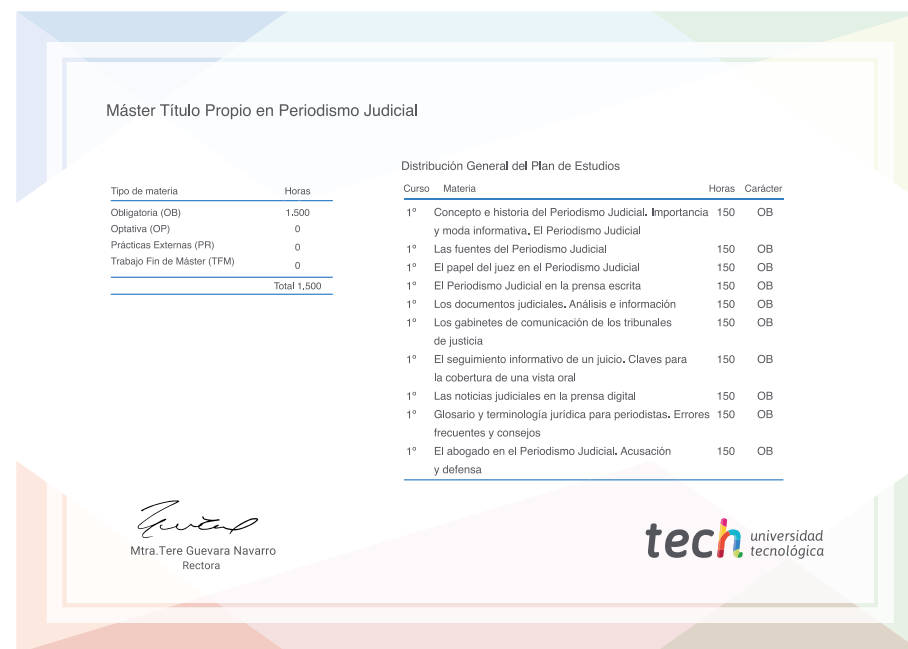 Máster Título Propio en Periodismo Judicial
Tipo de materia Horas
Obligatoria (OB) 1.500
Optativa (OP) 0
Prácticas Externas (PR) 0
Trabajo Fin de Máster (TFM) 0
Total 1,500
Distribución General del Plan de Estudios
Curso Materia Horas Carácter
1º Concepto e historia del Periodismo Judicial. Importancia 150 OB
y moda informativa. El Periodismo Judicial
1º Las fuentes del Periodismo Judicial 150 OB
1º El papel del juez en el Periodismo Judicial 150 OB
1º El Periodismo Judicial en la prensa escrita 150 OB
1º Los documentos judiciales. Análisis e información 150 OB
1º Los gabinetes de comunicación de los tribunales 150 OB
de justicia
1º El seguimiento informativo de un juicio. Claves para 150 OB
la cobertura de una vista oral
1º Las noticias judiciales en la prensa digital 150 OB
1º Glosario y terminología jurídica para periodistas. Errores 150 OB
frecuentes y consejos
1º El abogado en el Periodismo Judicial. Acusación 150 OB
y defensa
Mtra.Tere Guevara Navarro
Rectora
tech universidad
tecnológica